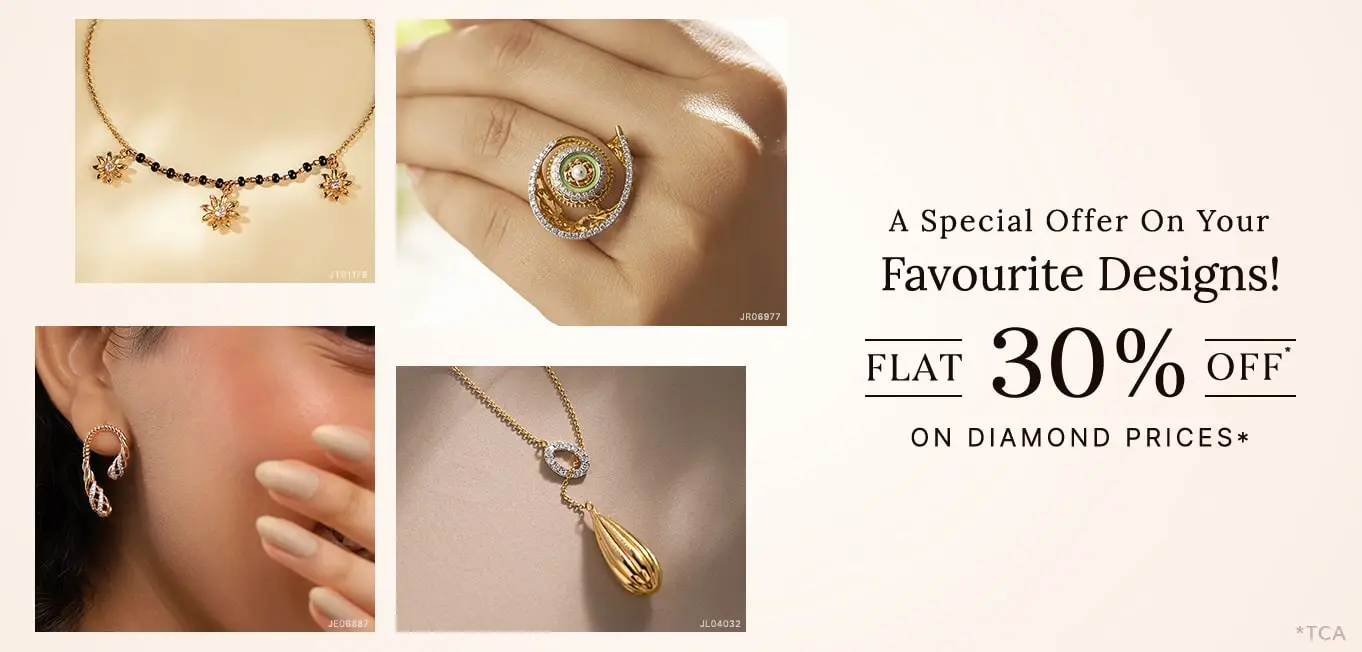 JT01178
JR06977
JE06887
JL04032
A Special Offer On Your
Favourite Designs!
FLAT 30% OFF*
ON DIAMOND PRICES*
*TCA